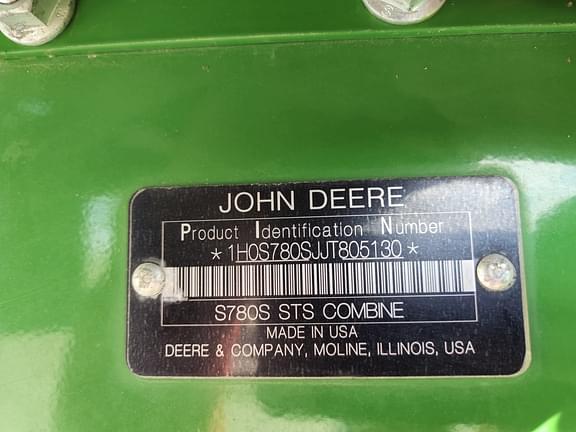 JOHN DEERE
Product Identification Number
*1H0S780SJJT805130*
S780S STS COMBINE
MADE IN USA
DEERE & COMPANY, MOLINE, ILLINOIS, USA